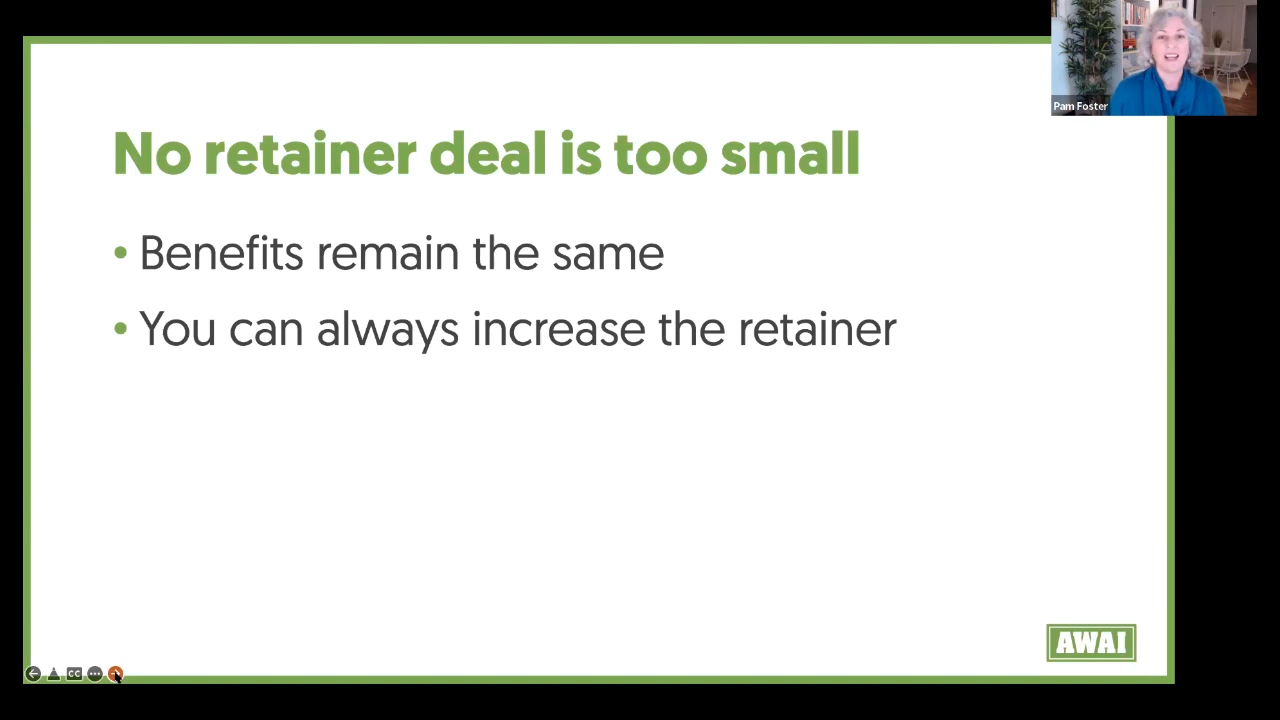 Pam Foster
No retainer deal is too small
• Benefits remain the same
• You can always increase the retainer
AWAI
CC